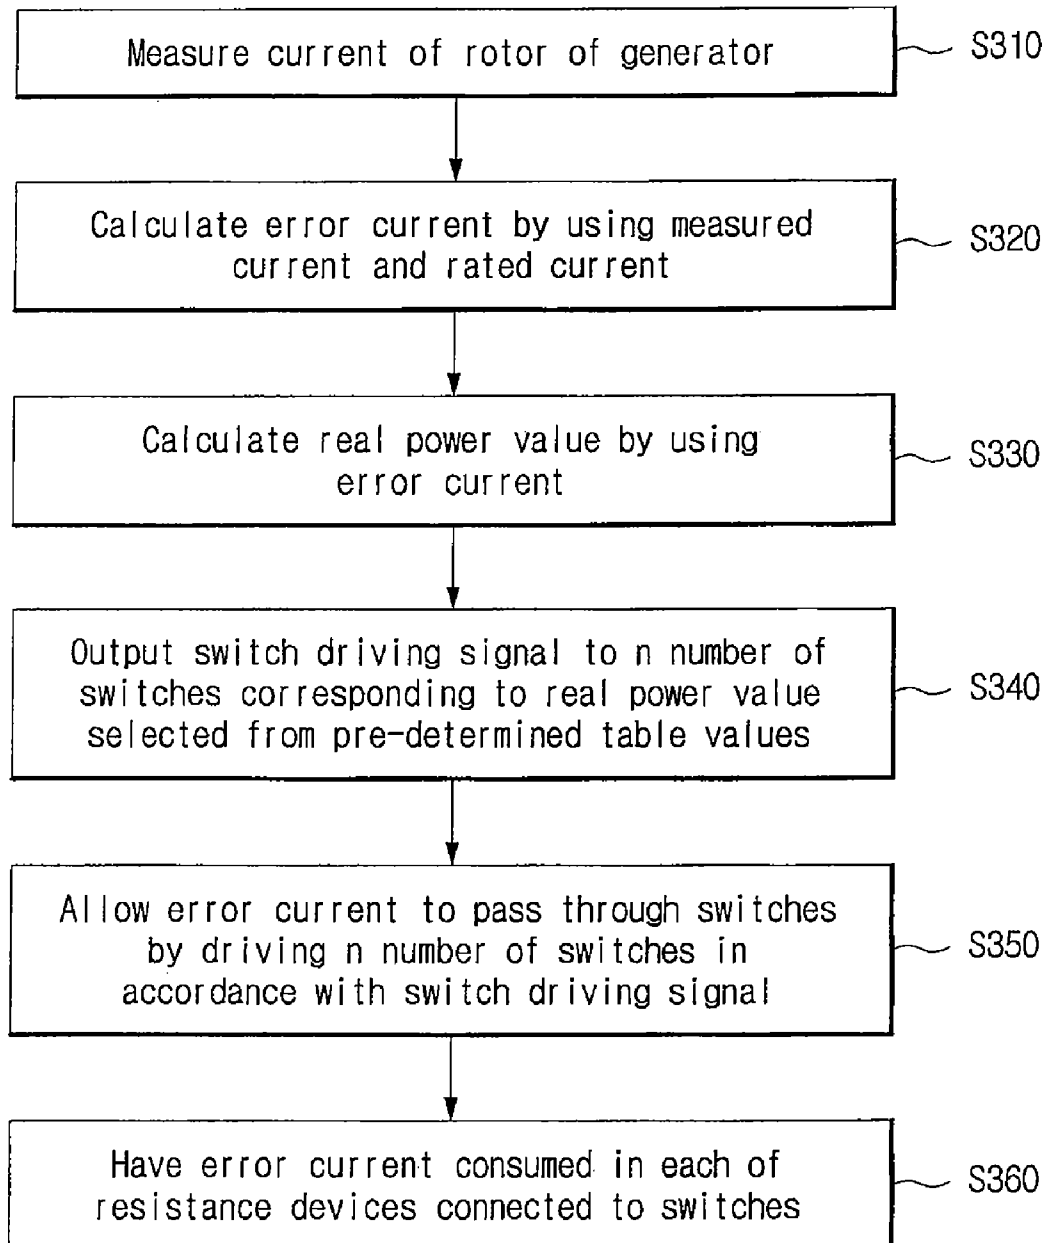 Measure current of rotor of generator
S310
Calculate error current by using measured
current and rated current
S320
Calculate real power value by using
error current
S330
Output switch driving signal to n number of
switches corresponding to real power value
selected from pre-determined table values
S340
Allow error current to pass through switches
by driving n number of switches in
accordance with switch driving signal
S350
Have error current consumed in each of
resistance devices connected to switches
S360